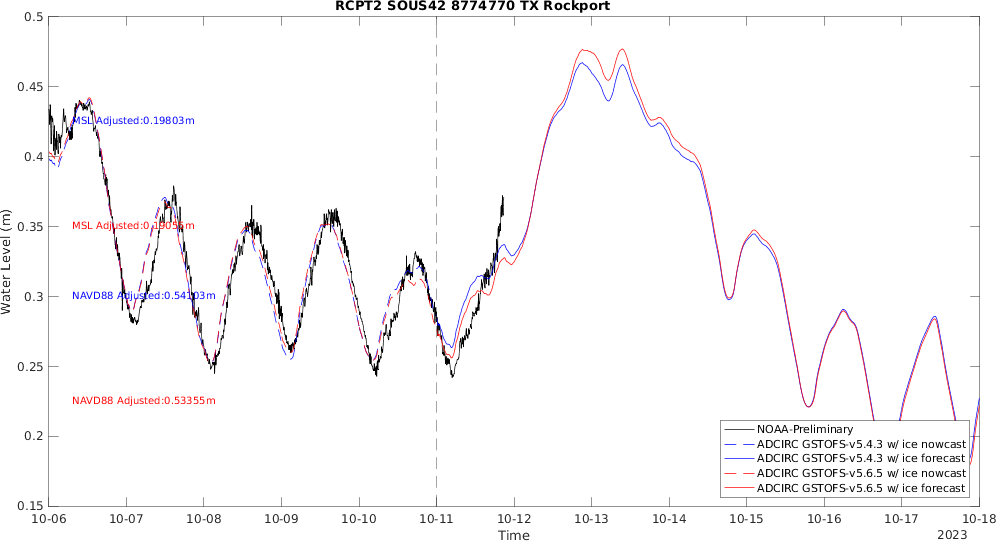 RCPT2 SOUS42 8774770 TX Rockport
Water Level (m)
0.5
0.45
0.4
0.35
0.3
0.25
0.2
0.15
MSL Adjusted:0.19803m
MSL Adjusted:0.19055m
NAVD88 Adjusted:0.54103m
NAVD88 Adjusted:0.53355m
NOAA-Preliminary
ADCIRC GSTOFS-v5.4.3 w/ ice nowcast
ADCIRC GSTOFS-v5.4.3 w/ ice forecast
ADCIRC GSTOFS-v5.6.5 w/ ice nowcast
ADCIRC GSTOFS-v5.6.5 w/ ice forecast
10-06 10-07 10-08 10-09 10-10 10-11 10-12 10-13 10-14 10-15 10-16 10-17 10-18
Time
2023